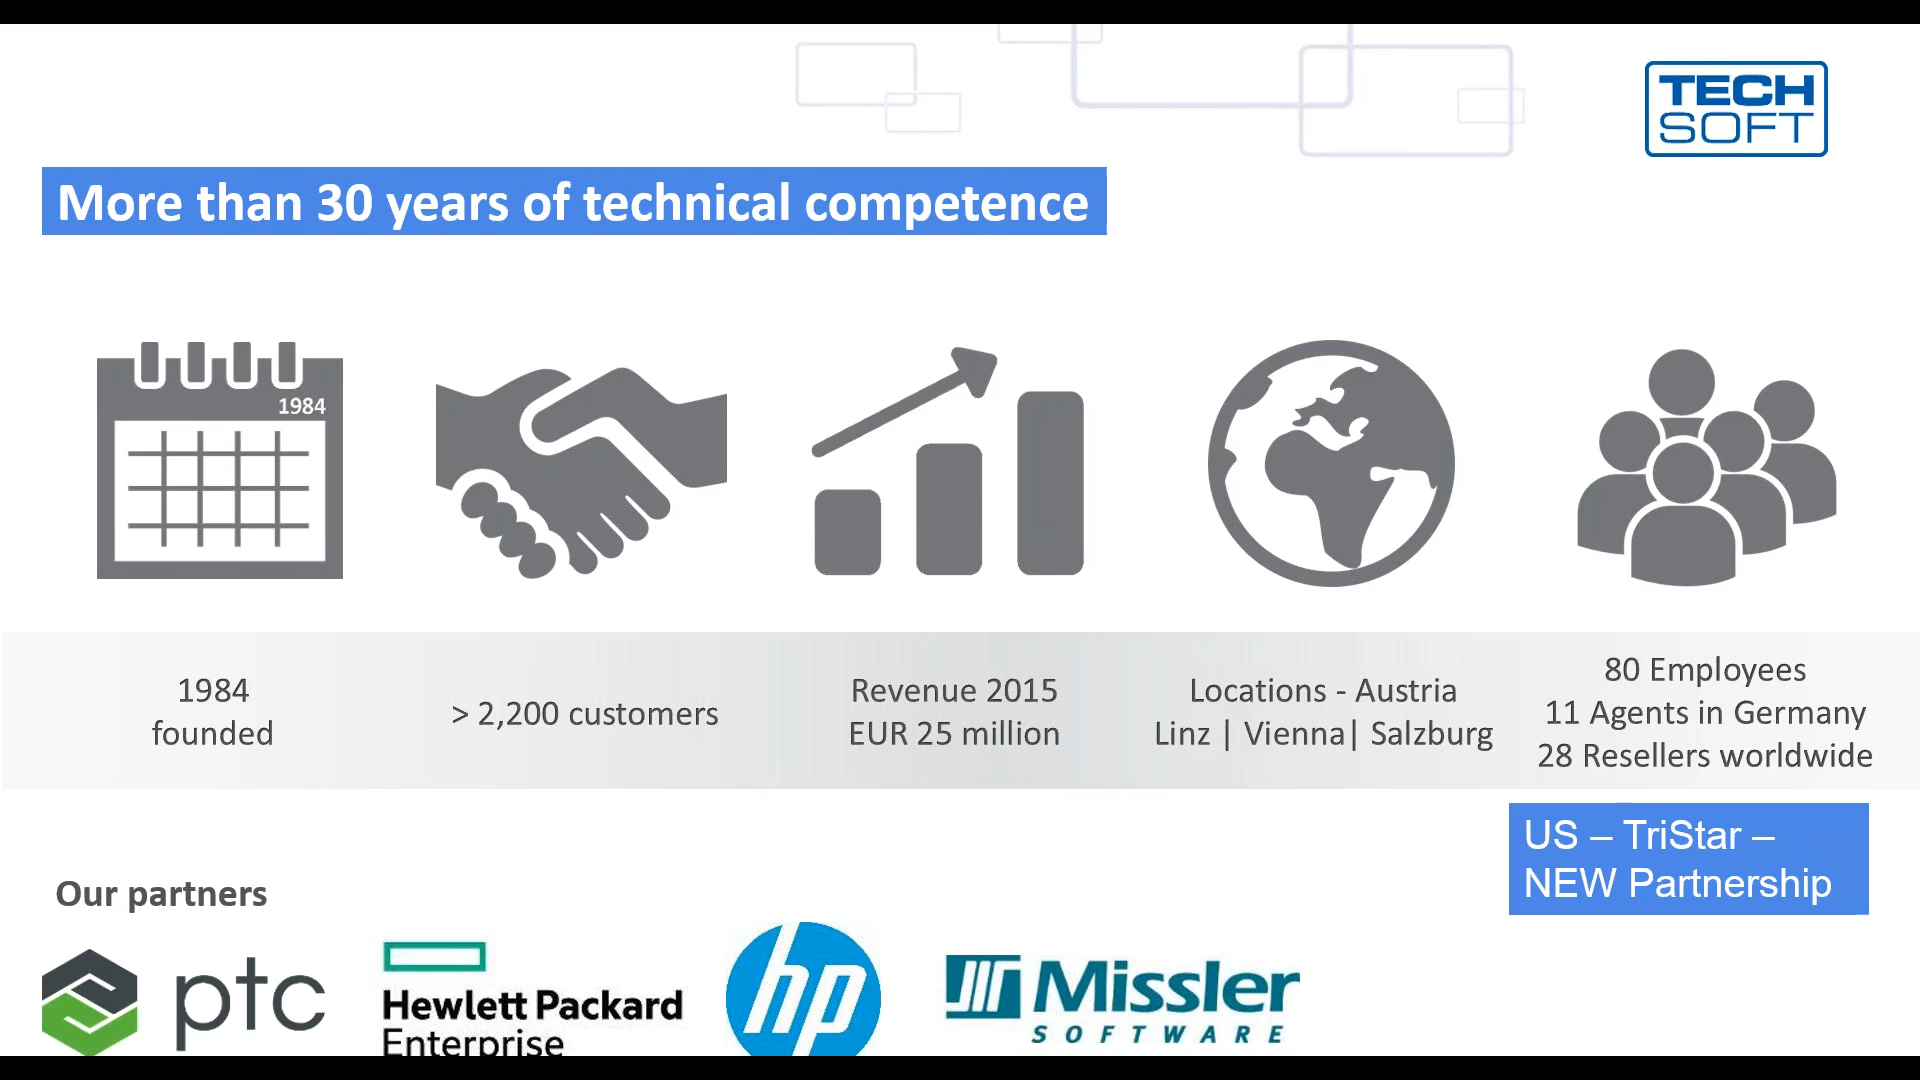 TECH
SOFT
More than 30 years of technical competence
1984
1984
founded
> 2,200 customers
Revenue 2015
EUR 25 million
Locations - Austria
Linz | Vienna| Salzburg
80 Employees
11 Agents in Germany
28 Resellers worldwide
US – TriStar –
NEW Partnership
Our partners
ptc
Hewlett Packard
Enterprise
hp
Missler
SOFTWARE